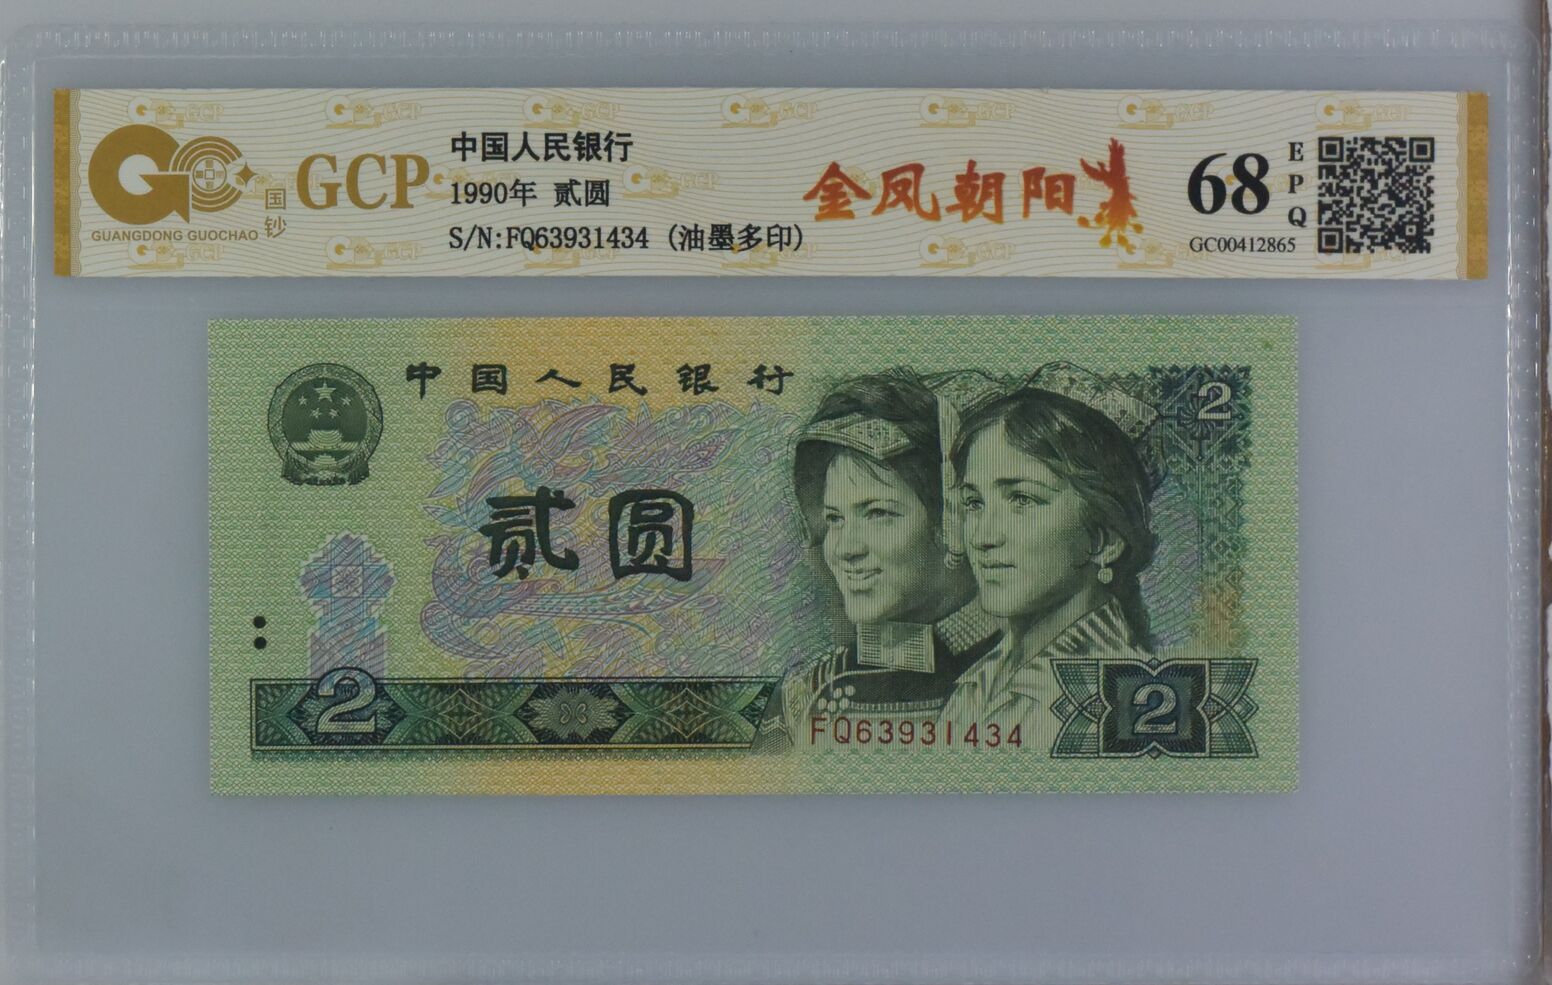 GCP
GUANGDONG GUOCHAO
国钞
中国人民银行
1990年 贰圆
S/N:FQ63931434 (油墨多印)
金凤朝阳
68
EPQ
GC00412865
中国人民银行
2
贰圆
2
FQ63931434
2